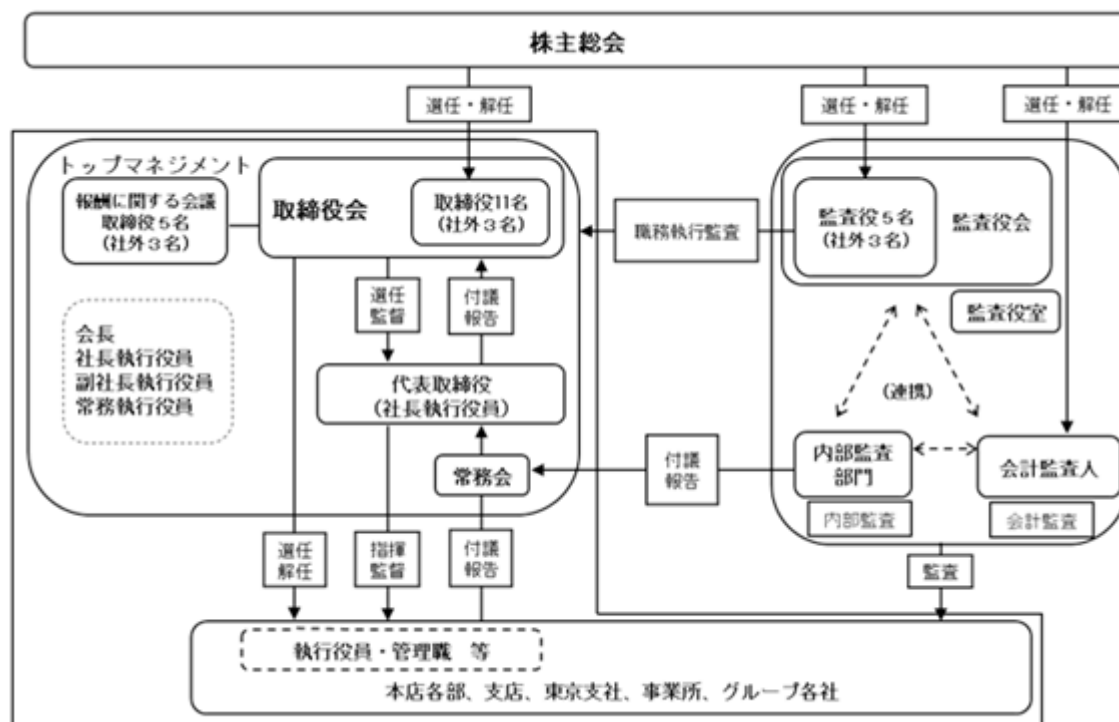 株主総会
選任・解任
選任・解任
選任・解任
トップマネジメント
報酬に関する会議
取締役5名
(社外3名)
取締役会
取締役11名
(社外3名)
職務執行監査
監査役5名
(社外3名)
監査役会
監査役室
選任
監督
付議
報告
会長
社長執行役員
副社長執行役員
常務執行役員
代表取締役
(社長執行役員)
(連携)
常務会
付議
報告
内部監査
部門
会計監査人
内部監査
会計監査
選任
解任
指揮
監督
付議
報告
監査
執行役員・管理職 等
本店各部、支店、東京支社、事業所、グループ各社